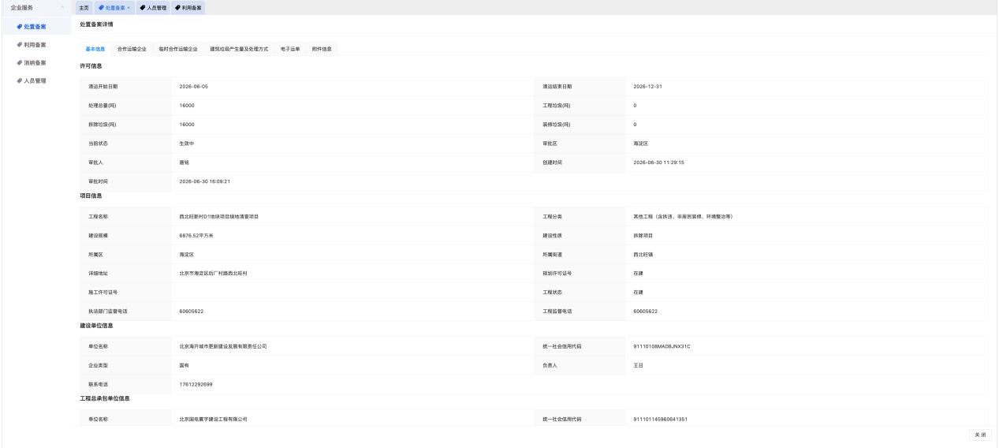 企业服务
主页 处置备案 × 人员管理 利用备案
处置备案
利用备案
消纳备案
人员管理
处置备案详情
基本信息 合作运输企业 临时合作运输企业 建筑垃圾产生量及处理方式 电子运单 附件信息
许可信息
清运开始日期 2026-06-05 清运结束日期 2026-12-31
处理总量(吨) 16000 工程垃圾(吨) 0
拆除垃圾(吨) 16000 装修垃圾(吨) 0
当前状态 生效中 审批区 海淀区
审批人 唐铭 创建时间 2026-06-30 11:29:15
审批时间 2026-06-30 16:09:21
项目信息
工程名称 西北旺新村D1地块项目绿地清查项目 工程分类 其他工程（含拆违、非居民装修、环境整治等）
建设规模 6876.52平方米 建设性质 拆除项目
所属区 海淀区 所属街道 西北旺镇
详细地址 北京市海淀区后厂村路西北旺村 规划许可证号 在建
施工许可证号 工程状态 在建
执法部门监督电话 60605622 工程监督电话 60605622
建设单位信息
单位名称 北京海开城市更新建设发展有限责任公司 统一社会信用代码 91110108MADBJNX31C
企业类型 国有 负责人 王日
联系电话 17612292699
工程总承包单位信息
单位名称 北京国电寰宇建设工程有限公司 统一社会信用代码 911101145960641351
关 闭